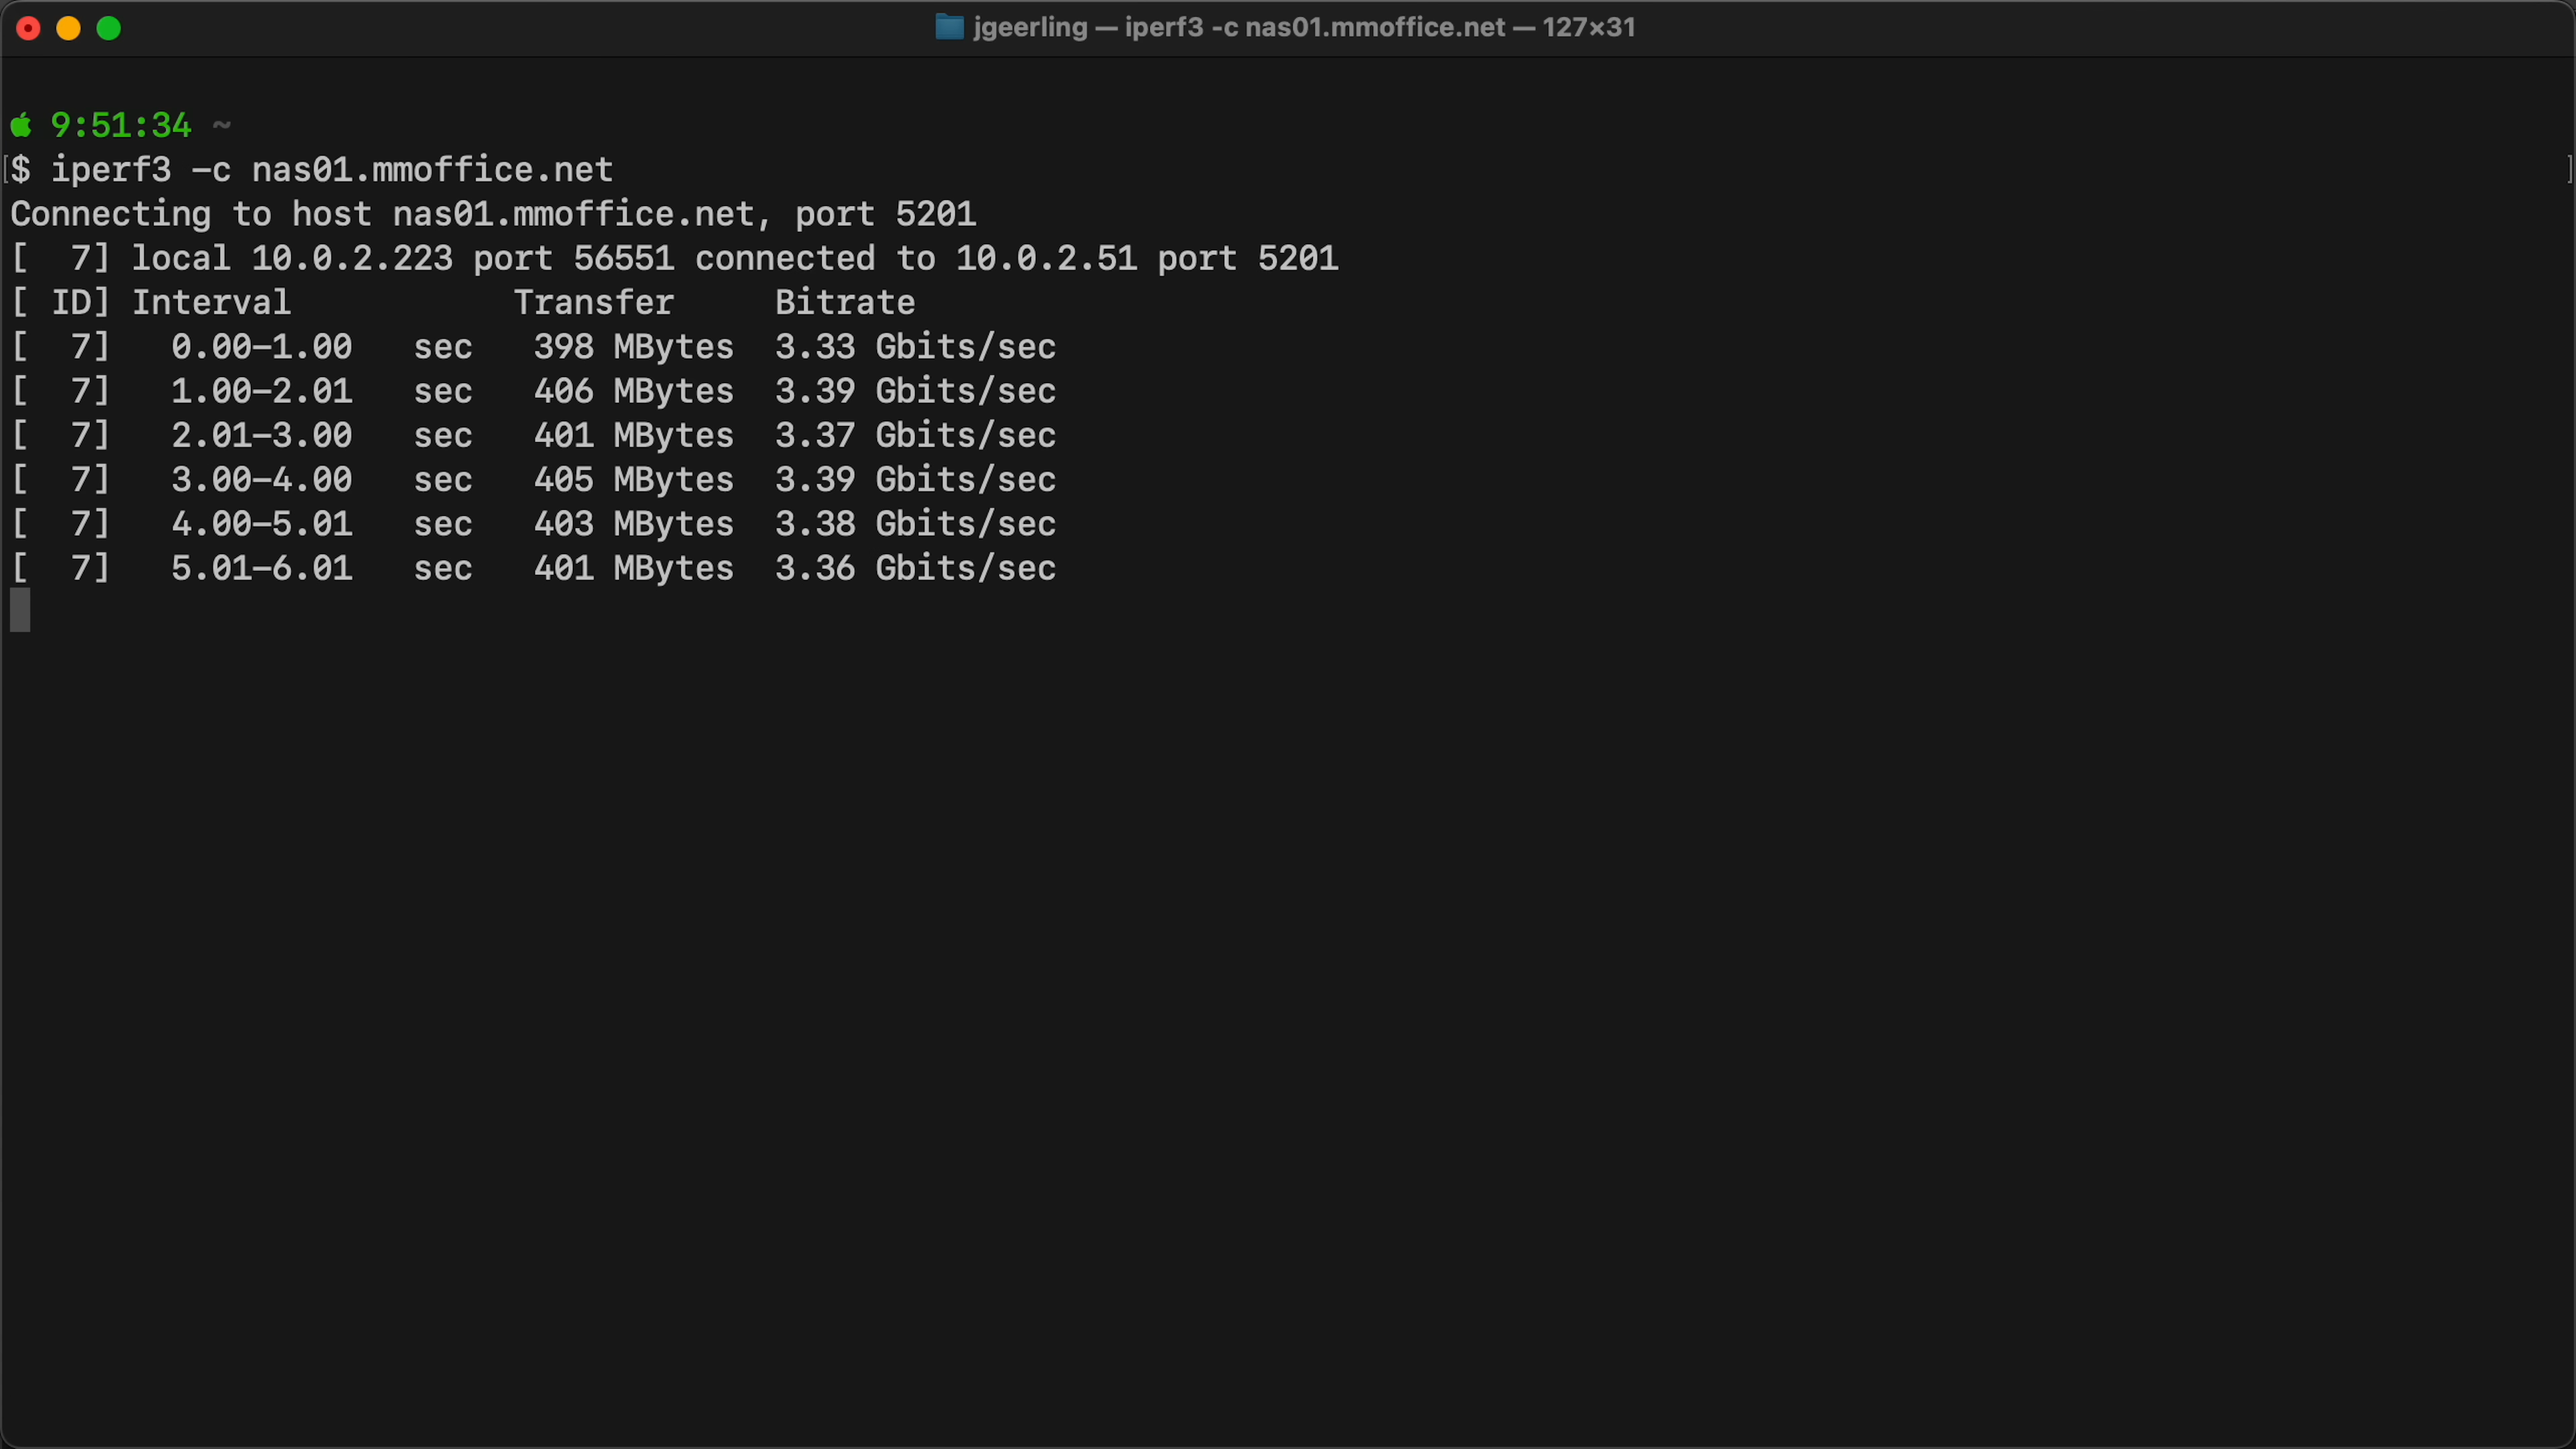 jgeerling — iperf3 -c nas01.mmoffice.net — 127×31
9:51:34 ~
[$ iperf3 -c nas01.mmoffice.net ]
Connecting to host nas01.mmoffice.net, port 5201
[  7] local 10.0.2.223 port 56551 connected to 10.0.2.51 port 5201
[ ID] Interval           Transfer     Bitrate
[  7]   0.00-1.00   sec   398 MBytes  3.33 Gbits/sec
[  7]   1.00-2.01   sec   406 MBytes  3.39 Gbits/sec
[  7]   2.01-3.00   sec   401 MBytes  3.37 Gbits/sec
[  7]   3.00-4.00   sec   405 MBytes  3.39 Gbits/sec
[  7]   4.00-5.01   sec   403 MBytes  3.38 Gbits/sec
[  7]   5.01-6.01   sec   401 MBytes  3.36 Gbits/sec